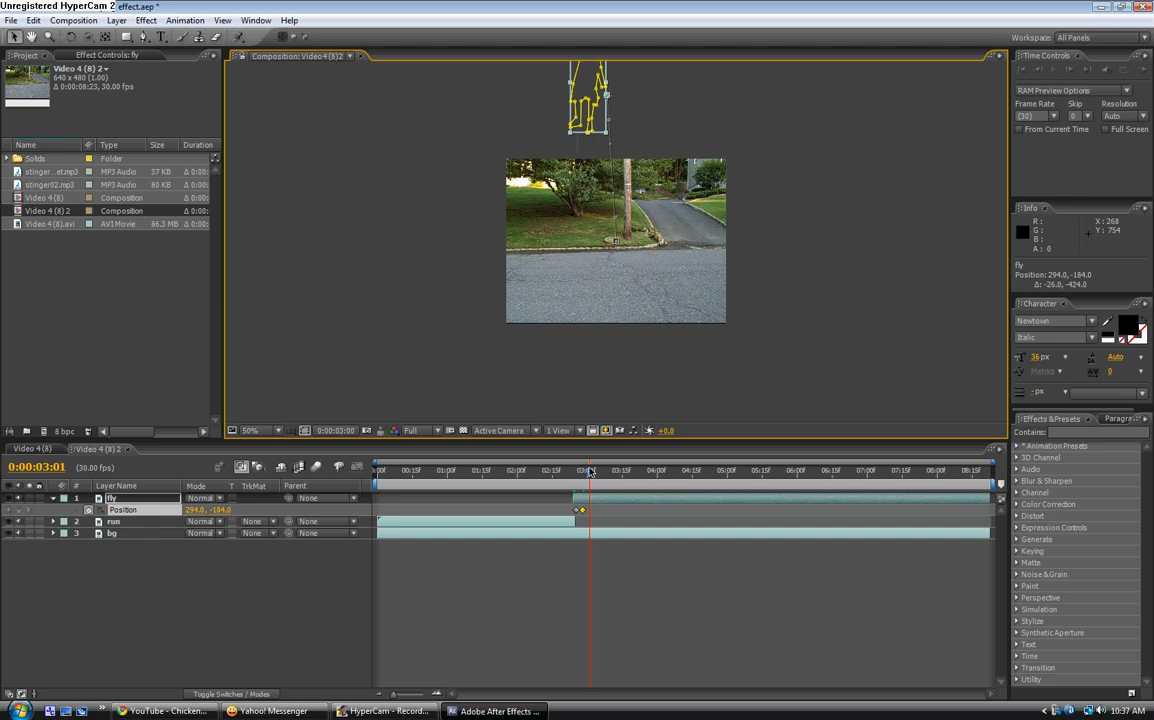 Unregistered HyperCam 2 effect.aep *
File Edit Composition Layer Effect Animation View Window Help
Workspace: All Panels
Project Effect Controls: fly
Composition: Video 4 (8) 2
Time Controls
Video 4 (8) 2
640 x 480 (1.00)
Δ 0:00:08:23, 30.00 fps
RAM Preview Options
Frame Rate Skip Resolution
(30) 0 Auto
From Current Time Full Screen
Name Type Size Duration
Solids Folder
stinger...et.mp3 MP3 Audio 37 KB Δ 0:00:
stinger02.mp3 MP3 Audio 80 KB Δ 0:00:
Video 4 (8) Composition Δ 0:00:
Video 4 (8) 2 Composition Δ 0:00:
Video 4 (8).avi AVI Movie 86.3 MB Δ 0:00:
Info
R : X : 268
G : Y : 754
B :
A : 0
fly
Position: 294.0, -184.0
Δ: -26.0, -424.0
Character
Newtown
Italic
36 px Auto
Metrics 0
- px
8 bpc
50% 0:00:03:00 Full Active Camera 1 View +0.0
Effects & Presets Paragra
Contains:
* Animation Presets
3D Channel
Audio
Blur & Sharpen
Channel
Color Correction
Distort
Expression Controls
Generate
Keying
Matte
Noise & Grain
Paint
Perspective
Simulation
Stylize
Synthetic Aperture
Text
Time
Transition
Utility
Video 4 (8) Video 4 (8) 2
0:00:03:01 (30.00 fps)
00:15f 01:00f 01:15f 02:00f 02:15f 03:15f 04:00f 04:15f 05:00f 05:15f 06:00f 06:15f 07:00f 07:15f 08:00f 08:15f
# Layer Name Mode T TrkMat Parent
1 fly Normal None
Position 294.0, -184.0
2 run Normal None None
3 bg Normal None None
Toggle Switches / Modes
YouTube - Chicken... Yahoo! Messenger HyperCam - Record... Adobe After Effects ... 10:37 AM